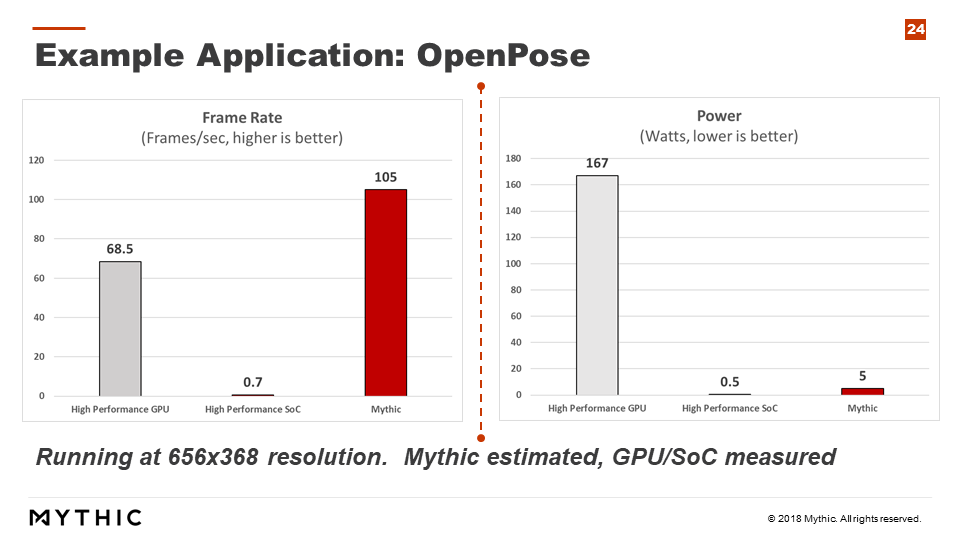 24
Example Application: OpenPose
Frame Rate
(Frames/sec, higher is better)
120
100
80
60
40
20
0
68.5
0.7
105
High Performance GPU High Performance SoC Mythic
Power
(Watts, lower is better)
180
160
140
120
100
80
60
40
20
0
167
0.5
5
High Performance GPU High Performance SoC Mythic
Running at 656x368 resolution. Mythic estimated, GPU/SoC measured
MYTHIC
© 2018 Mythic. All rights reserved.